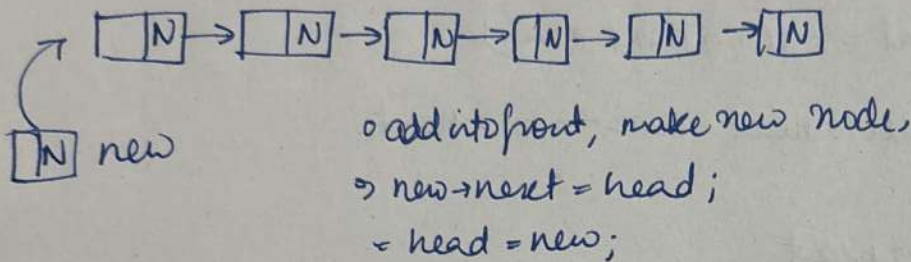 N → N → N → N → N → N
N new
o add into front, make new node,
→ new→next = head;
- head = new;